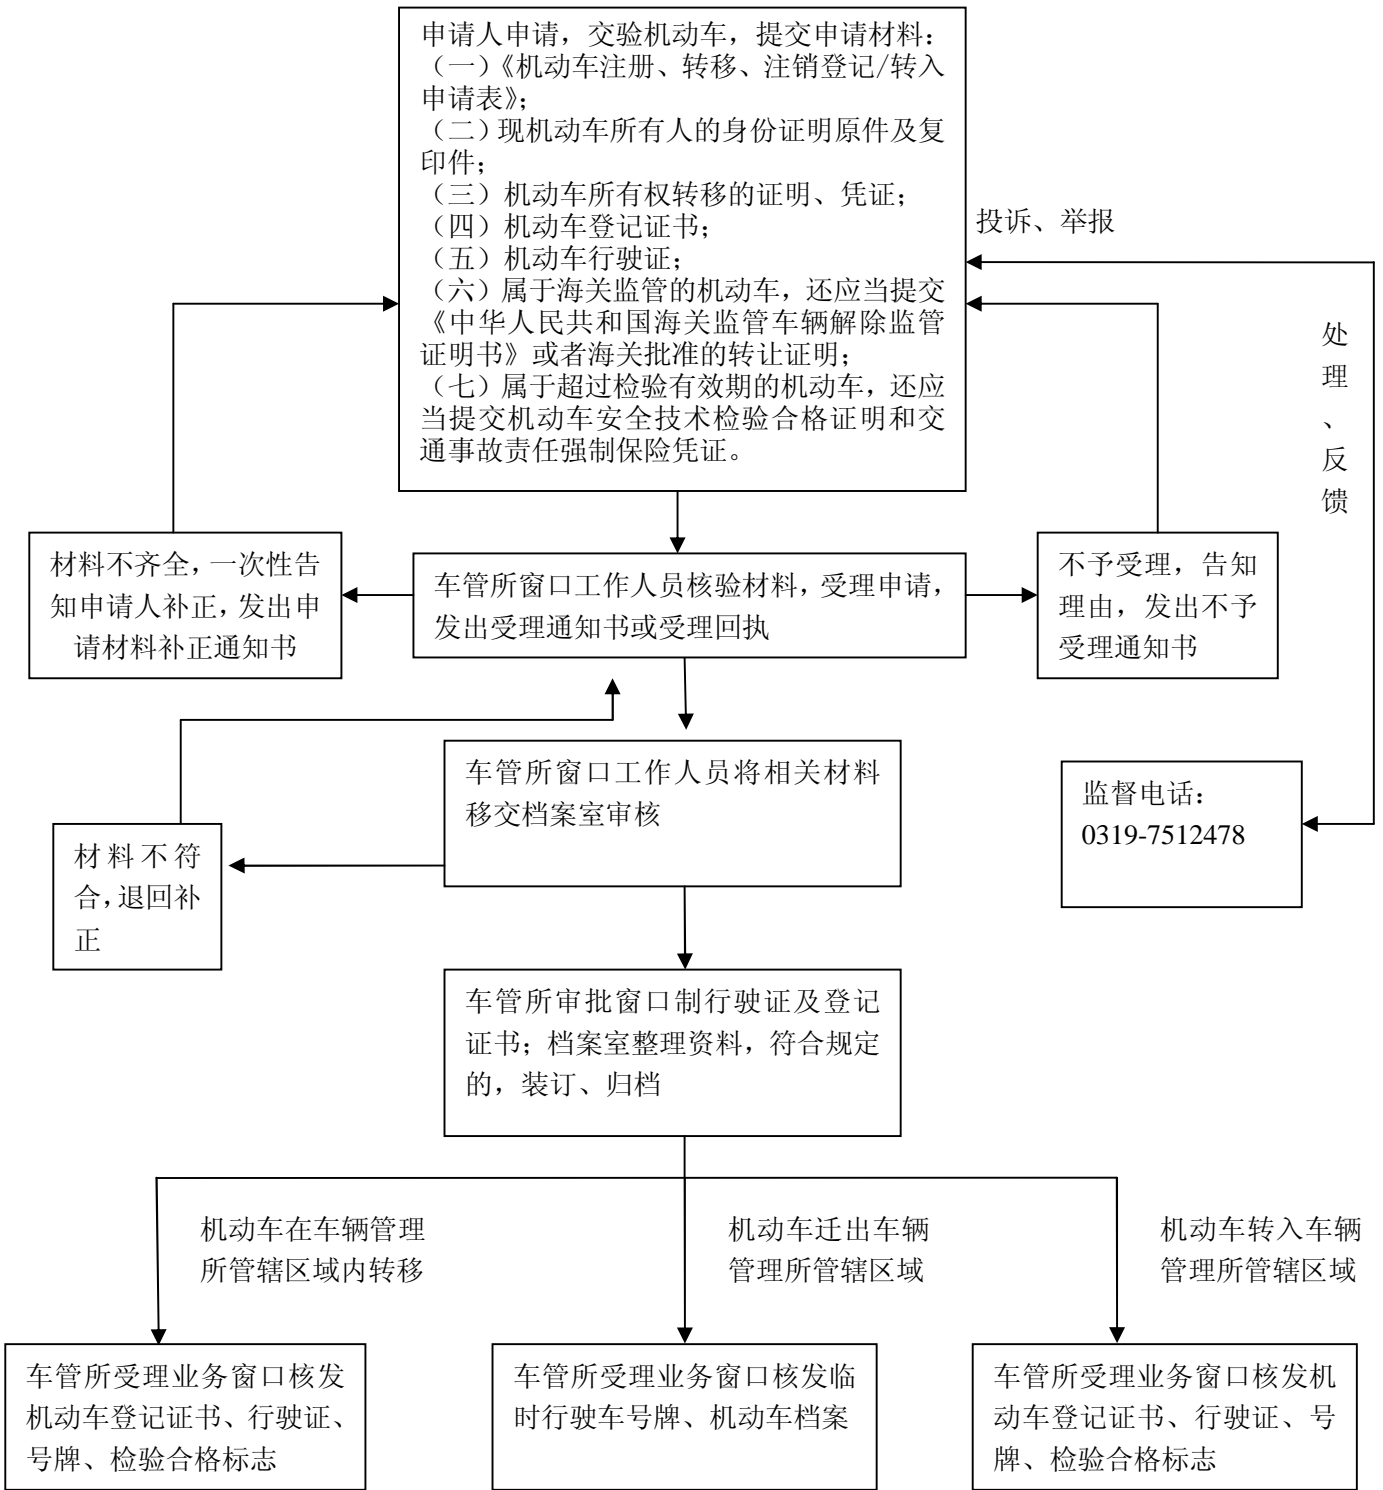 申请人申请，交验机动车，提交申请材料：
（一）《机动车注册、转移、注销登记/转入
申请表》；
（二）现机动车所有人的身份证明原件及复
印件；
（三）机动车所有权转移的证明、凭证；
（四）机动车登记证书；
（五）机动车行驶证；
（六）属于海关监管的机动车，还应当提交
《中华人民共和国海关监管车辆解除监管
证明书》或者海关批准的转让证明；
（七）属于超过检验有效期的机动车，还应
当提交机动车安全技术检验合格证明和交
通事故责任强制保险凭证。
投诉、举报
处
理
、
反
馈
材料不齐全，一次性告
知申请人补正，发出申
请材料补正通知书
车管所窗口工作人员核验材料，受理申请，
发出受理通知书或受理回执
不予受理，告知
理由，发出不予
受理通知书
车管所窗口工作人员将相关材料
移交档案室审核
监督电话：
0319-7512478
材料不符
合，退回补
正
车管所审批窗口制行驶证及登记
证书；档案室整理资料，符合规定
的，装订、归档
机动车在车辆管理
所管辖区域内转移
机动车迁出车辆
管理所管辖区域
机动车转入车辆
管理所管辖区域
车管所受理业务窗口核发
机动车登记证书、行驶证、
号牌、检验合格标志
车管所受理业务窗口核发临
时行驶车号牌、机动车档案
车管所受理业务窗口核发机
动车登记证书、行驶证、号
牌、检验合格标志